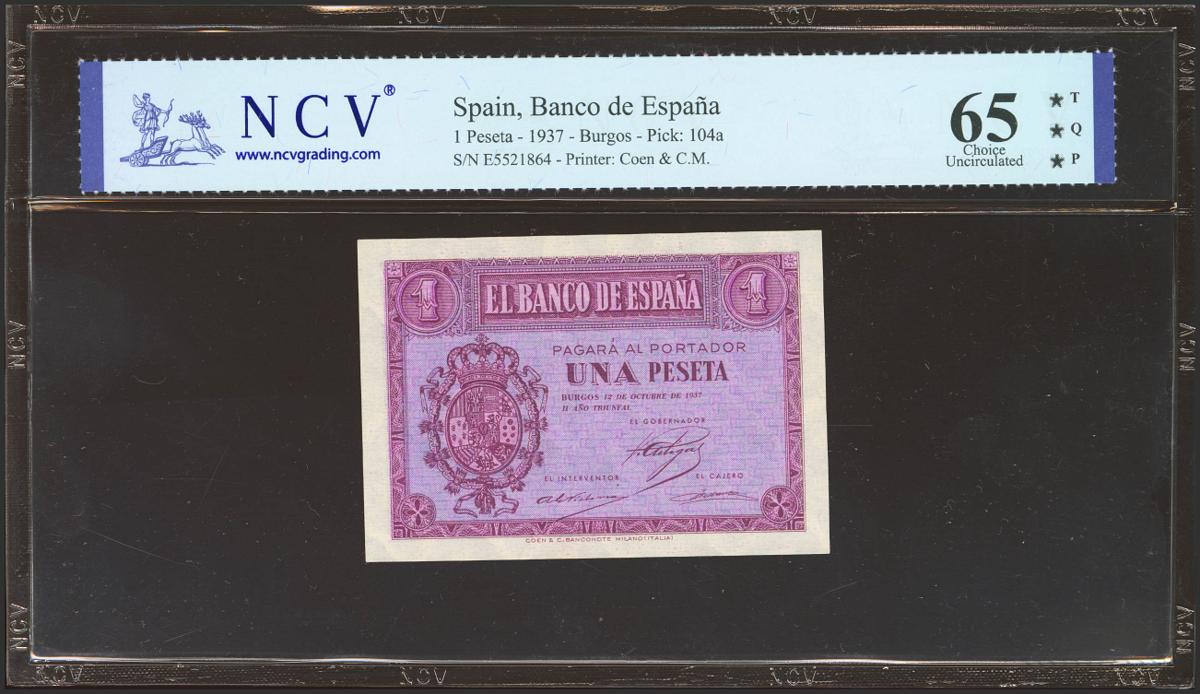 NCV®
www.ncvgrading.com
Spain, Banco de España
1 Peseta - 1937 - Burgos - Pick: 104a
S/N E5521864 - Printer: Coen & C.M.
65
Choice
Uncirculated
★ T
★ Q
★ P
1 EL BANCO DE ESPAÑA 1
PAGARÁ AL PORTADOR
UNA PESETA
BURGOS 12 DE OCTUBRE DE 1937
II AÑO TRIUNFAL
EL GOBERNADOR
EL INTERVENTOR
EL CAJERO
COEN & C. BANCONOTE MILANO (ITALIA)
NCV
NCV
NCV
NCV
NCV
NCV